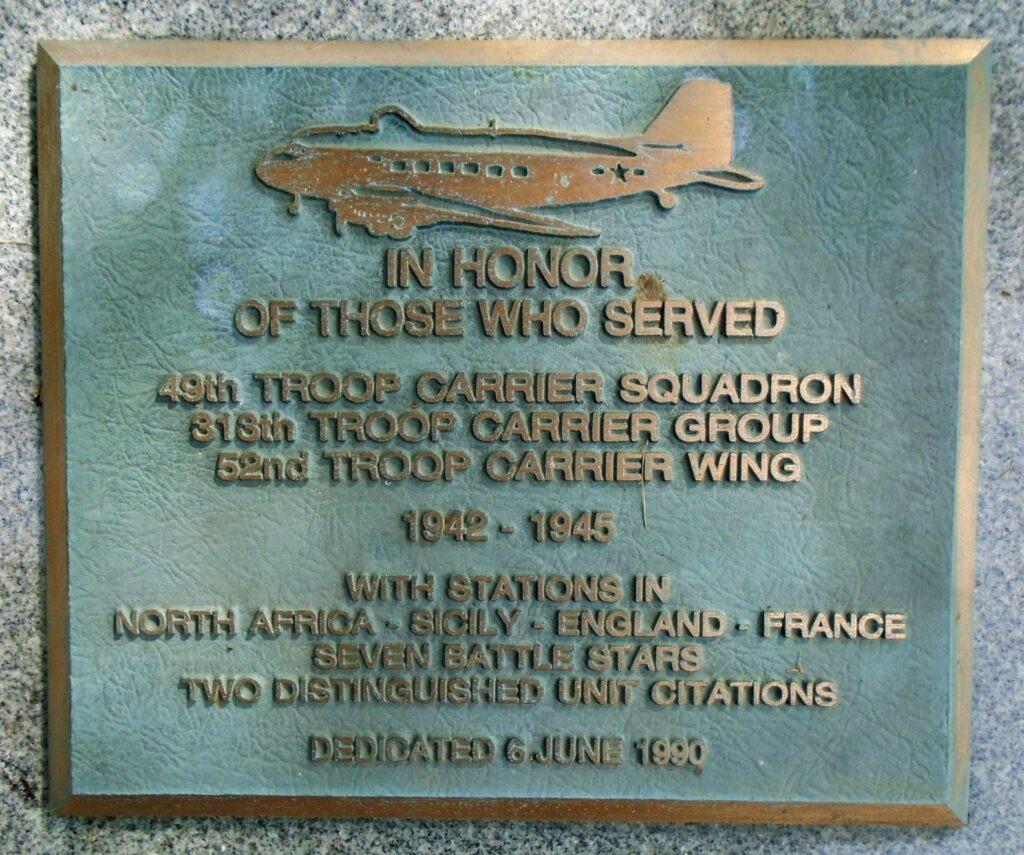 IN HONOR
OF THOSE WHO SERVED
49th TROOP CARRIER SQUADRON
313th TROOP CARRIER GROUP
52nd TROOP CARRIER WING
1942 - 1945
WITH STATIONS IN
NORTH AFRICA - SICILY - ENGLAND - FRANCE
SEVEN BATTLE STARS
TWO DISTINGUISHED UNIT CITATIONS
DEDICATED 6 JUNE 1990